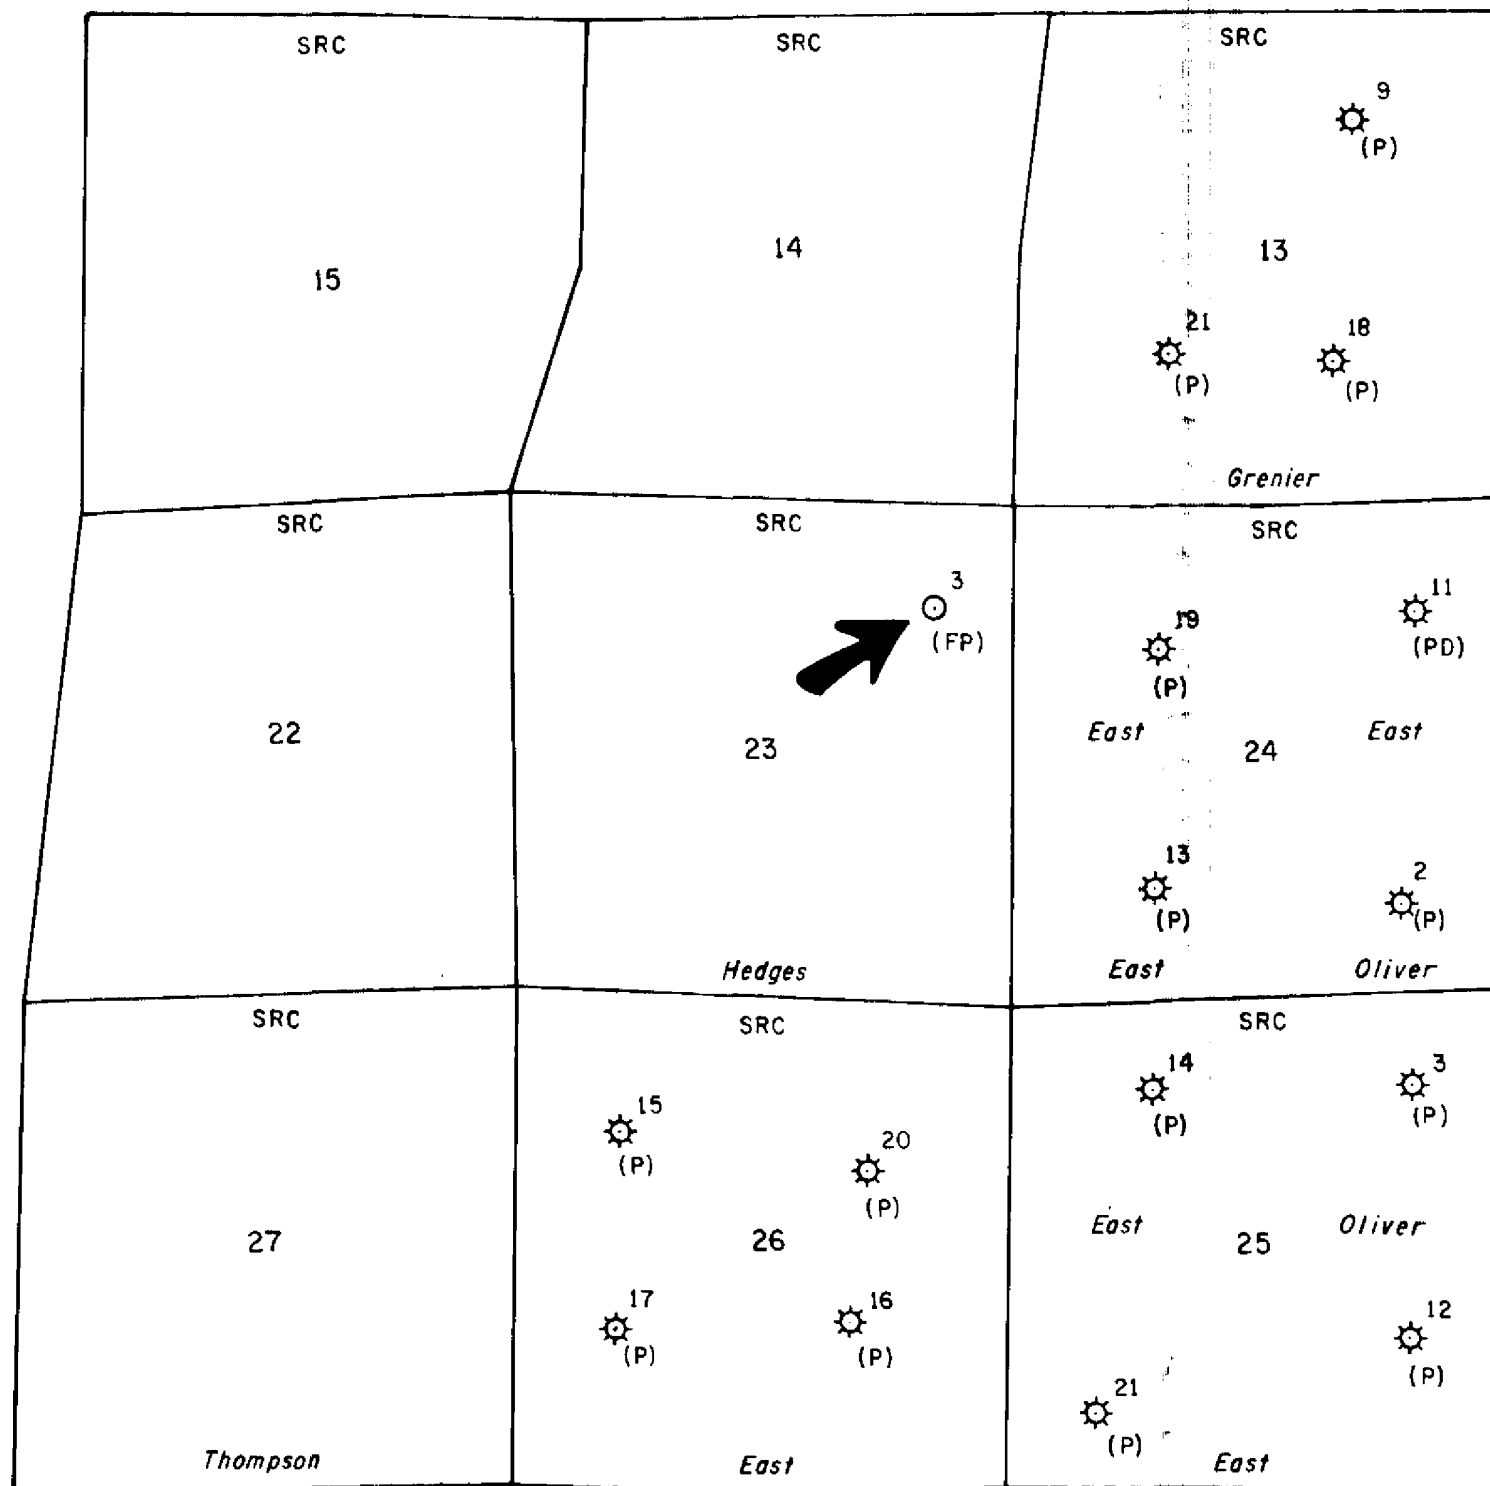 SRC
SRC
SRC
9
(P)
15
14
13
21
(P)
18
(P)
Grenier
SRC
SRC
SRC
3
(FP)
19
(P)
11
(PD)
22
23
East
24
East
13
(P)
2
(P)
Hedges
East
Oliver
SRC
SRC
SRC
15
(P)
20
(P)
14
(P)
3
(P)
27
26
East
25
Oliver
17
(P)
16
(P)
12
(P)
21
(P)
Thompson
East
East